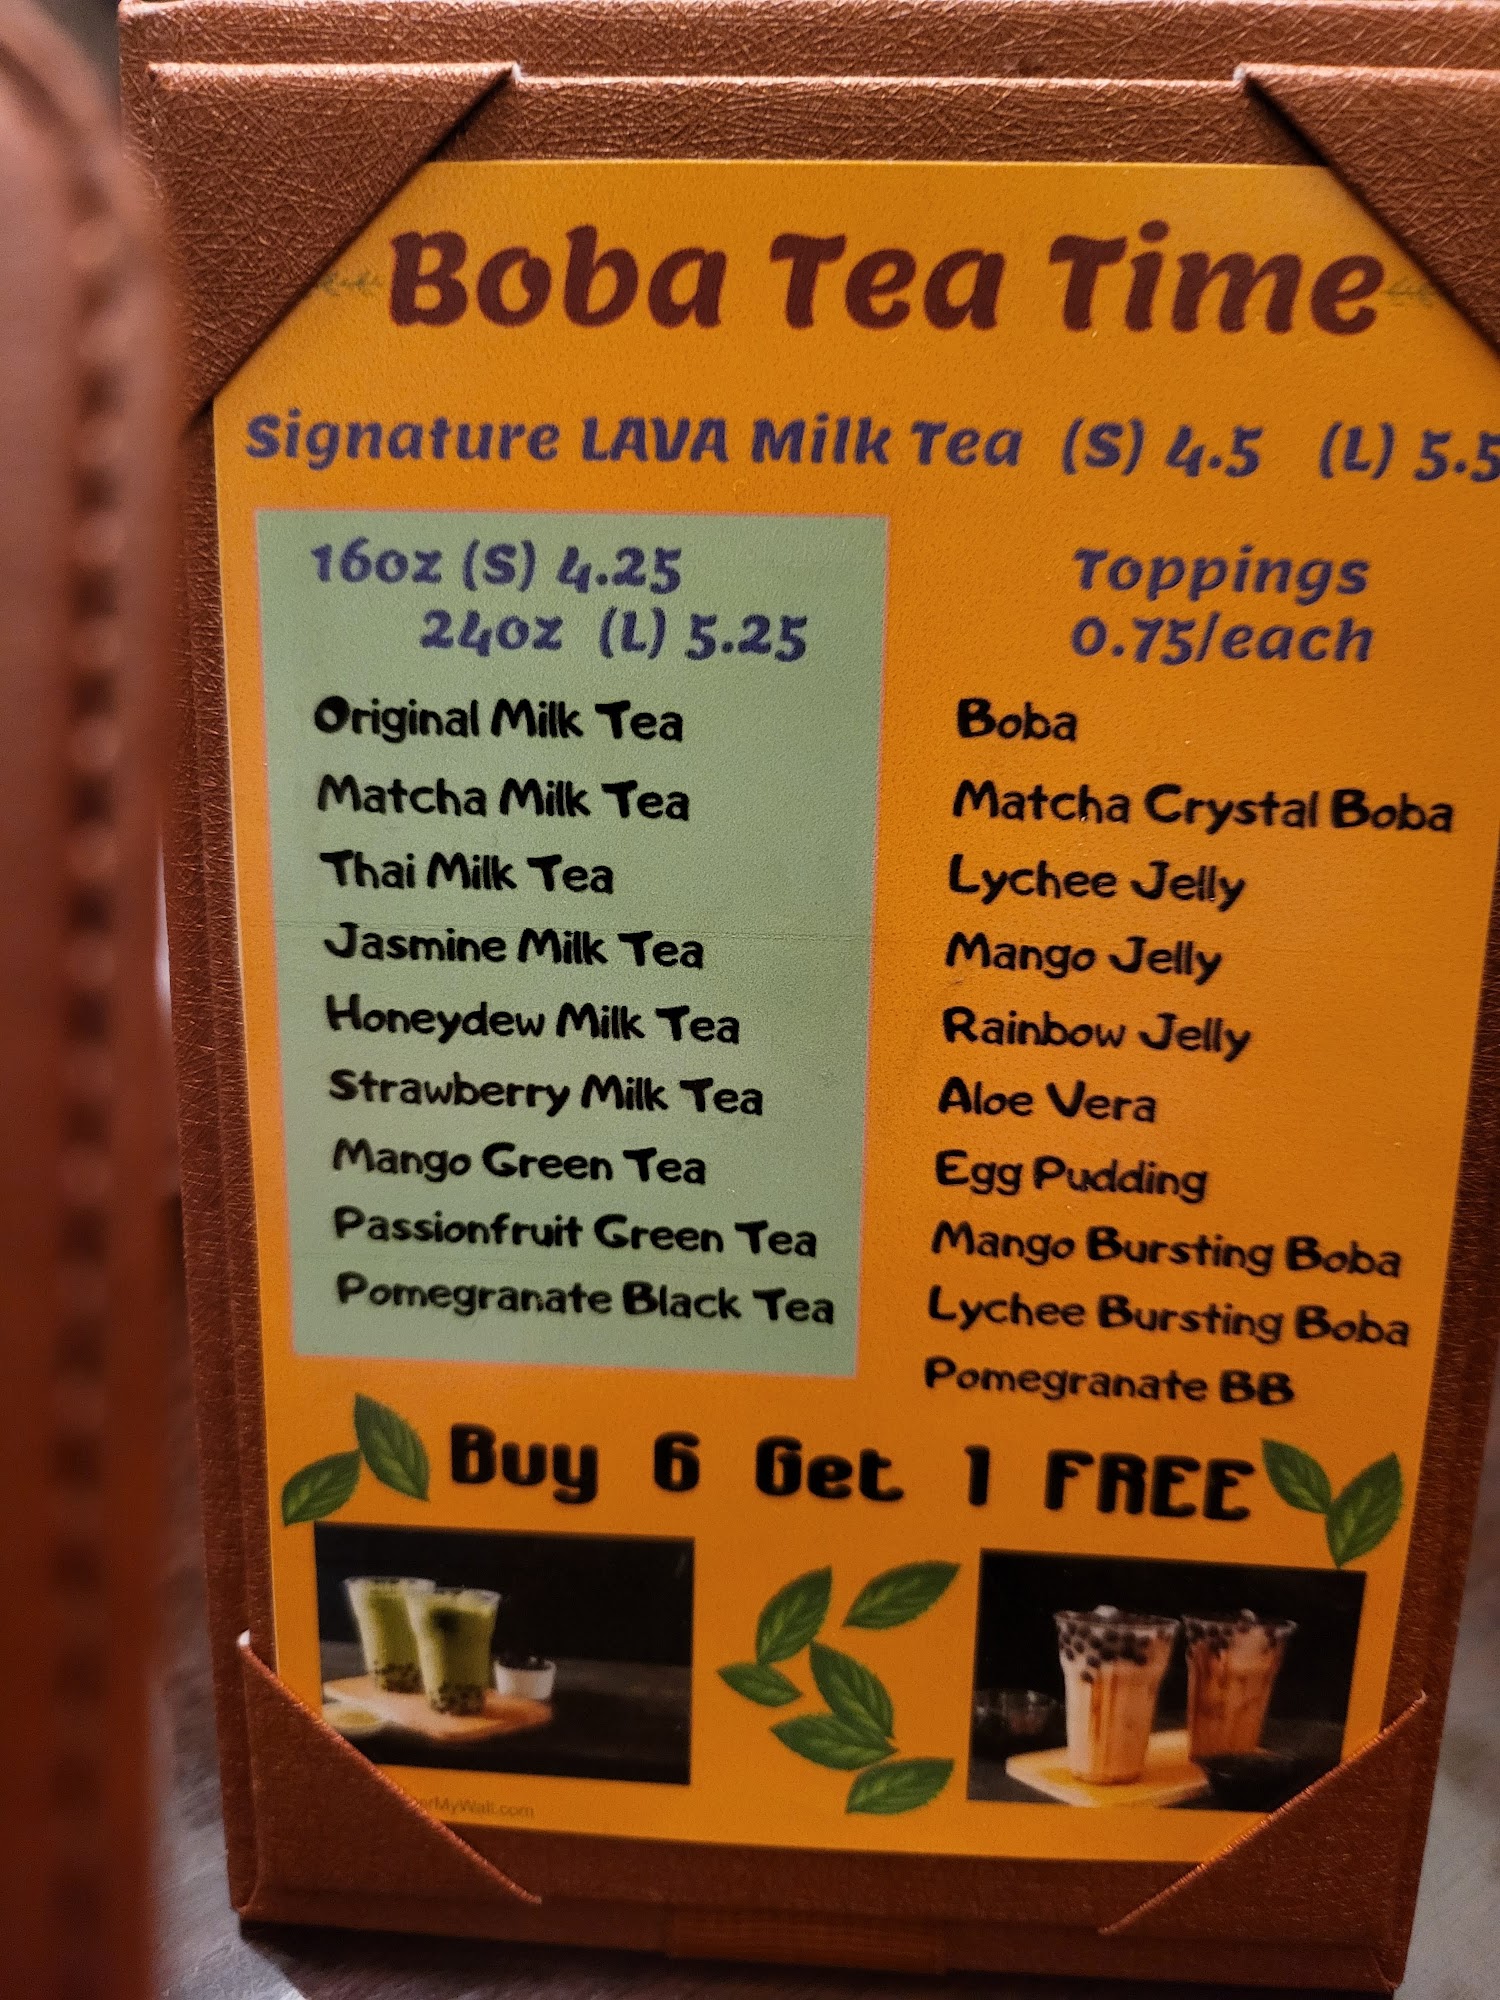 Boba Tea Time
Signature LAVA Milk Tea (S) 4.5 (L) 5.5
16oz (S) 4.25
24oz (L) 5.25
Original Milk Tea
Matcha Milk Tea
Thai Milk Tea
Jasmine Milk Tea
Honeydew Milk Tea
Strawberry Milk Tea
Mango Green Tea
Passionfruit Green Tea
Pomegranate Black Tea
Toppings
0.75/each
Boba
Matcha Crystal Boba
Lychee Jelly
Mango Jelly
Rainbow Jelly
Aloe Vera
Egg Pudding
Mango Bursting Boba
Lychee Bursting Boba
Pomegranate BB
Buy 6 Get 1 FREE
erMyWall.com